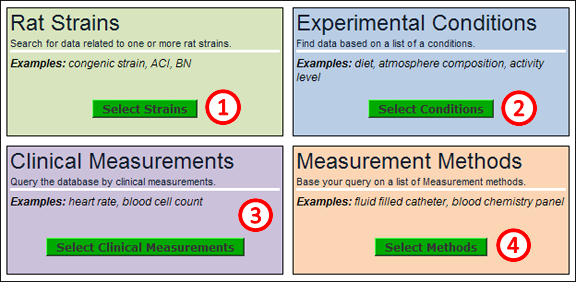 Rat Strains
Search for data related to one or more rat strains.
Examples: congenic strain, ACI, BN
Select Strains
1
Experimental Conditions
Find data based on a list of a conditions.
Examples: diet, atmosphere composition, activity
level
Select Conditions
2
Clinical Measurements
Query the database by clinical measurements.
Examples: heart rate, blood cell count
3
Select Clinical Measurements
Measurement Methods
Base your query on a list of Measurement methods.
Examples: fluid filled catheter, blood chemistry panel
Select Methods
4